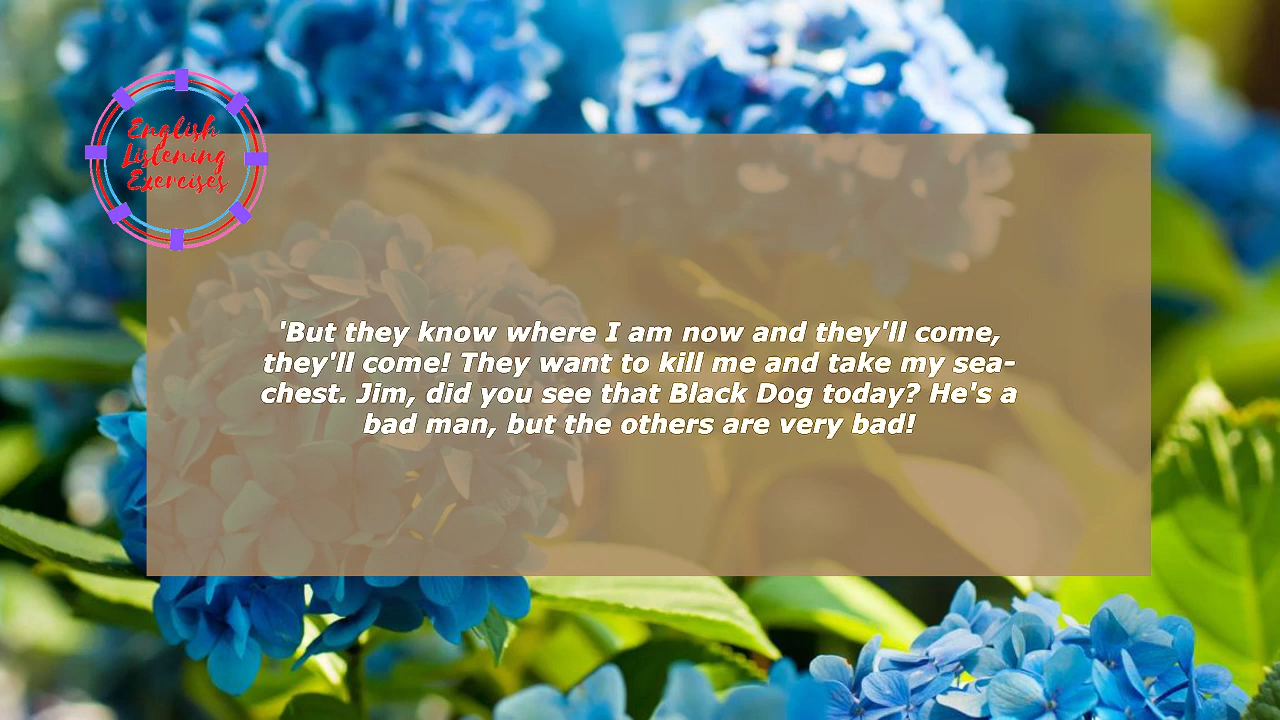 English
Listening
Exercises
'But they know where I am now and they'll come,
they'll come! They want to kill me and take my sea-
chest. Jim, did you see that Black Dog today? He's a
bad man, but the others are very bad!